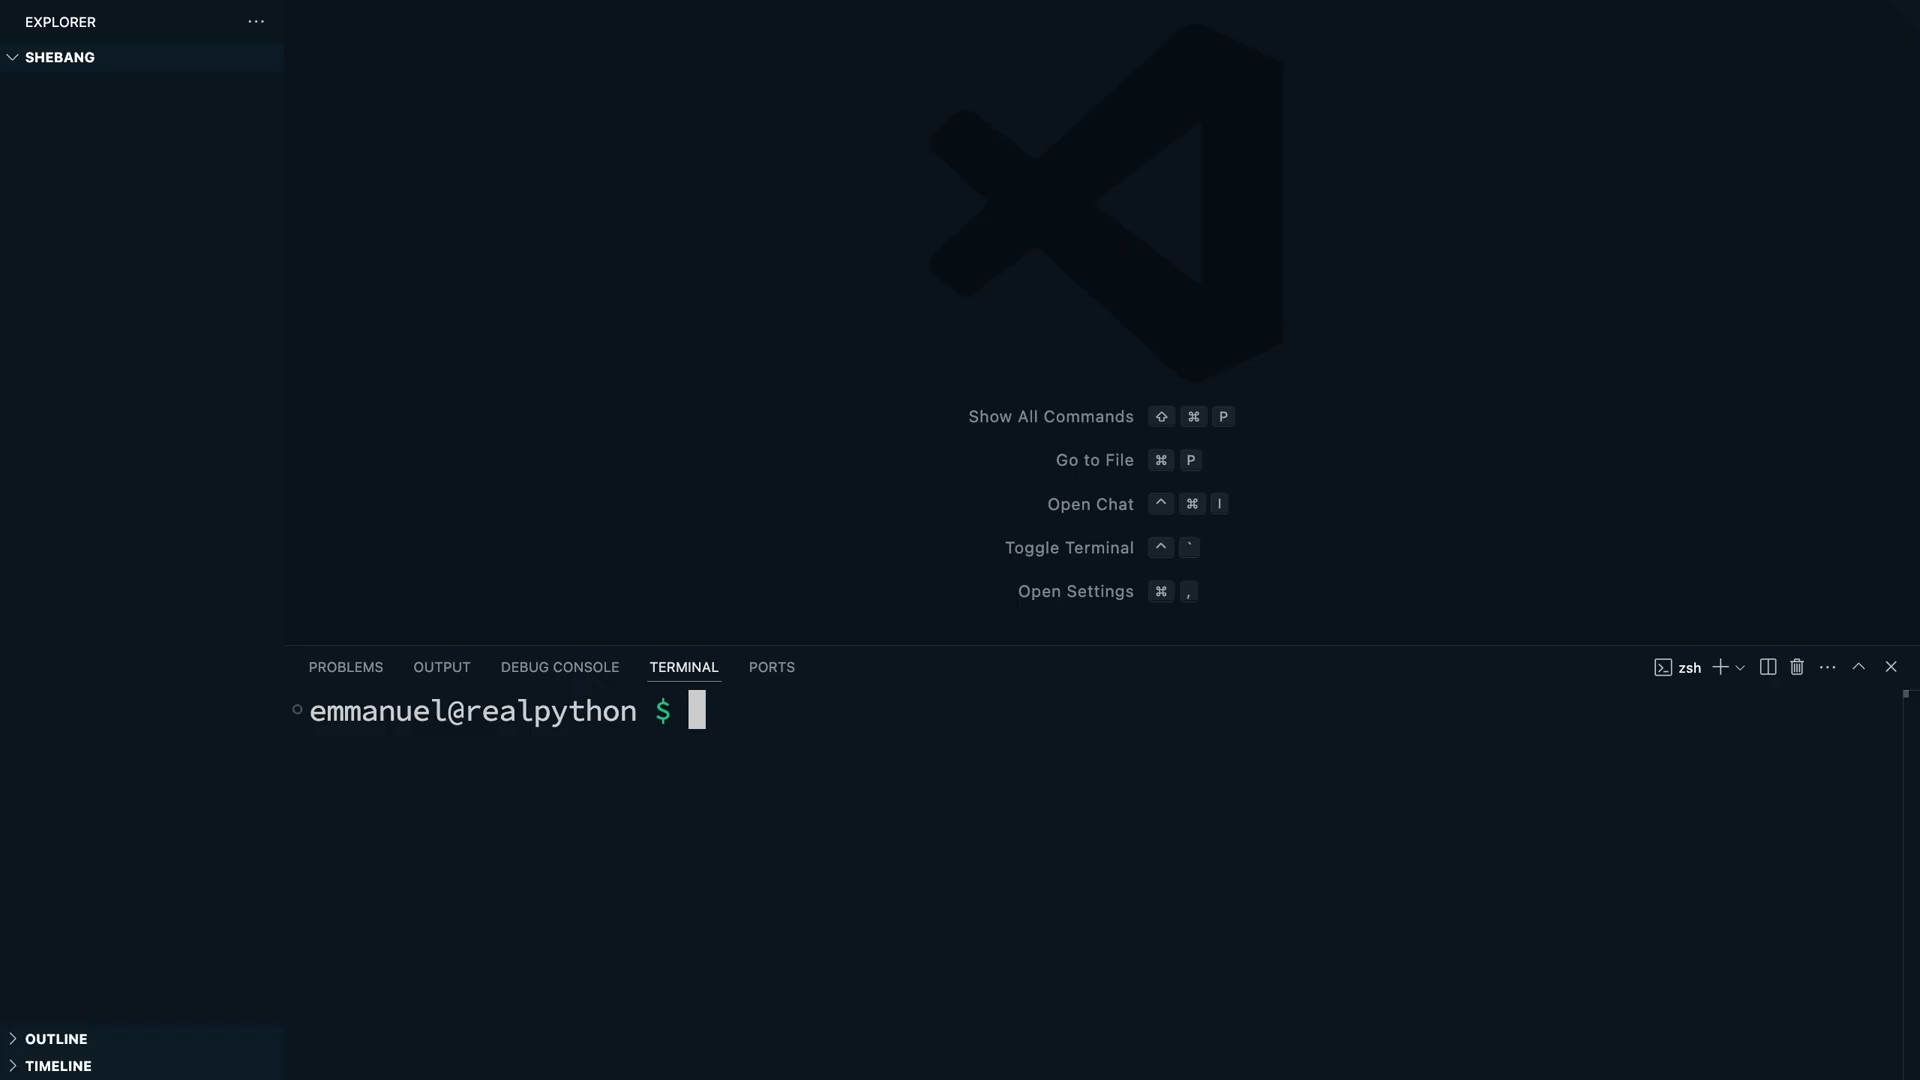 EXPLORER
SHEBANG
Show All Commands ⇧ ⌘ P
Go to File ⌘ P
Open Chat ^ ⌘ I
Toggle Terminal ^ `
Open Settings ⌘ ,
PROBLEMS OUTPUT DEBUG CONSOLE TERMINAL PORTS zsh
emmanuel@realpython $
OUTLINE
TIMELINE